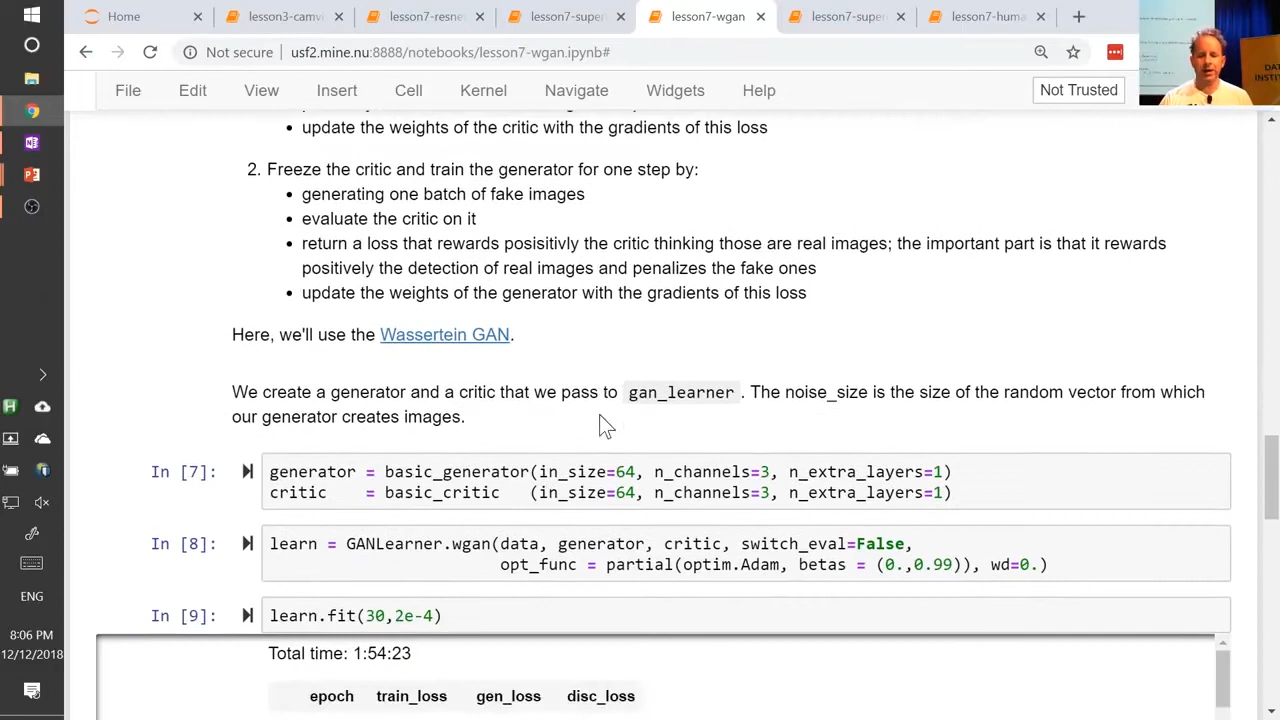 Home
lesson3-camvi
lesson7-resne
lesson7-super
lesson7-wgan
lesson7-super
lesson7-huma
Not secure
usf2.mine.nu:8888/notebooks/lesson7-wgan.ipynb#
File Edit View Insert Cell Kernel Navigate Widgets Help
Not Trusted
DAT
INSTIT
• update the weights of the critic with the gradients of this loss
2. Freeze the critic and train the generator for one step by:
• generating one batch of fake images
• evaluate the critic on it
• return a loss that rewards posisitivly the critic thinking those are real images; the important part is that it rewards
positively the detection of real images and penalizes the fake ones
• update the weights of the generator with the gradients of this loss
Here, we'll use the Wassertein GAN.
We create a generator and a critic that we pass to gan_learner. The noise_size is the size of the random vector from which
our generator creates images.
In [7]: generator = basic_generator(in_size=64, n_channels=3, n_extra_layers=1)
critic    = basic_critic   (in_size=64, n_channels=3, n_extra_layers=1)
In [8]: learn = GANLearner.wgan(data, generator, critic, switch_eval=False,
opt_func = partial(optim.Adam, betas = (0.,0.99)), wd=0.)
In [9]: learn.fit(30,2e-4)
Total time: 1:54:23
epoch train_loss gen_loss disc_loss
ENG
8:06 PM
12/12/2018